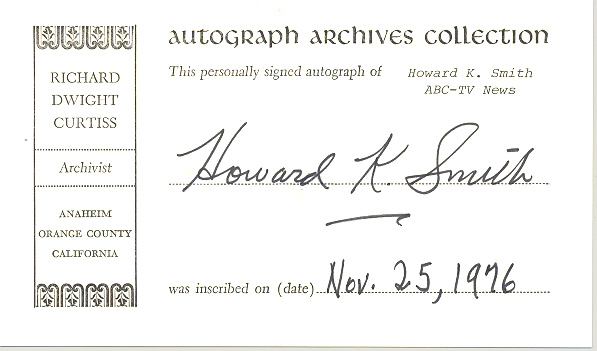 AUTOGRAPH ARCHIVES COLLECTION
RICHARD
DWIGHT
CURTISS
Archivist
ANAHEIM
ORANGE COUNTY
CALIFORNIA
This personally signed autograph of Howard K. Smith
ABC-TV News
Howard K. Smith
was inscribed on (date) Nov. 25, 1976